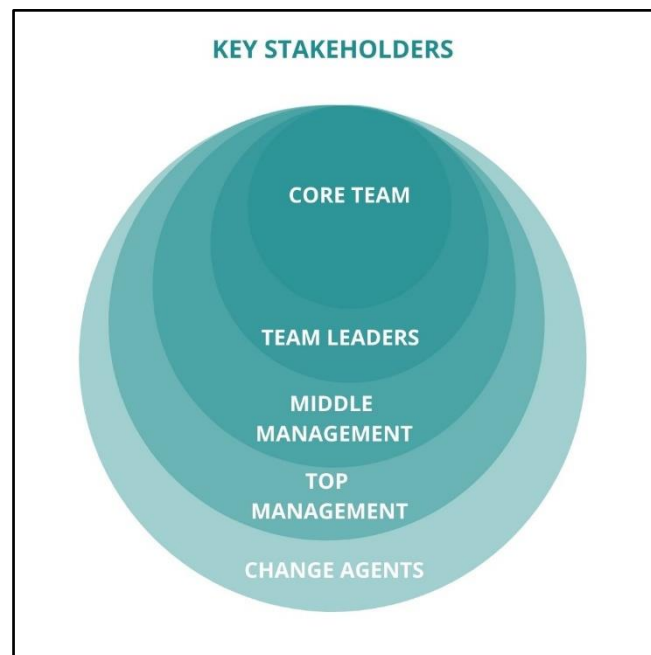 KEY STAKEHOLDERS
CORE TEAM
TEAM LEADERS
MIDDLE
MANAGEMENT
TOP
MANAGEMENT
CHANGE AGENTS